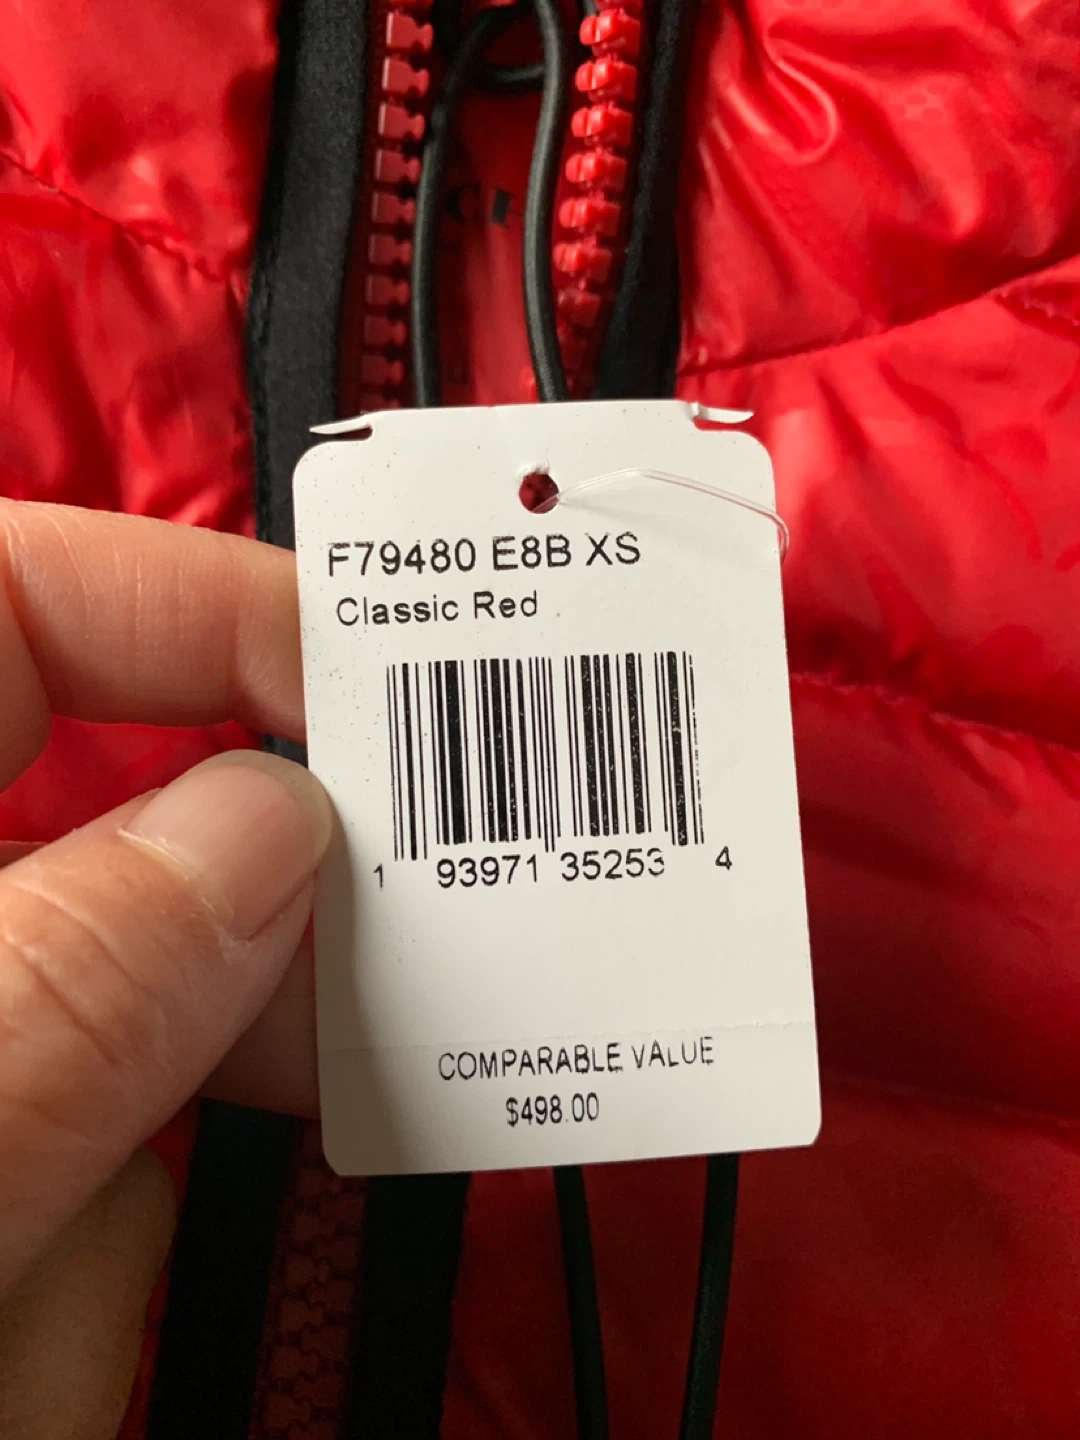 F79480 E8B XS
Classic Red
1 93971 35253 4
COMPARABLE VALUE
$498.00